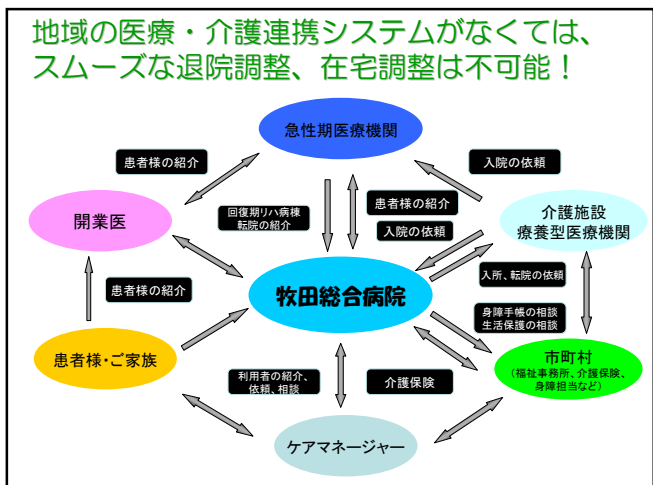 地域の医療・介護連携システムがなくては、
スムーズな退院調整、在宅調整は不可能！
急性期医療機関
患者様の紹介
入院の依頼
開業医
回復期リハ病棟
転院の紹介
患者様の紹介
入院の依頼
介護施設
療養型医療機関
患者様の紹介
牧田総合病院
入所、転院の依頼
身障手帳の相談
生活保護の相談
患者様・ご家族
利用者の紹介、
依頼、相談
介護保険
市町村
（福祉事務所、介護保険、
身障担当など）
ケアマネージャー